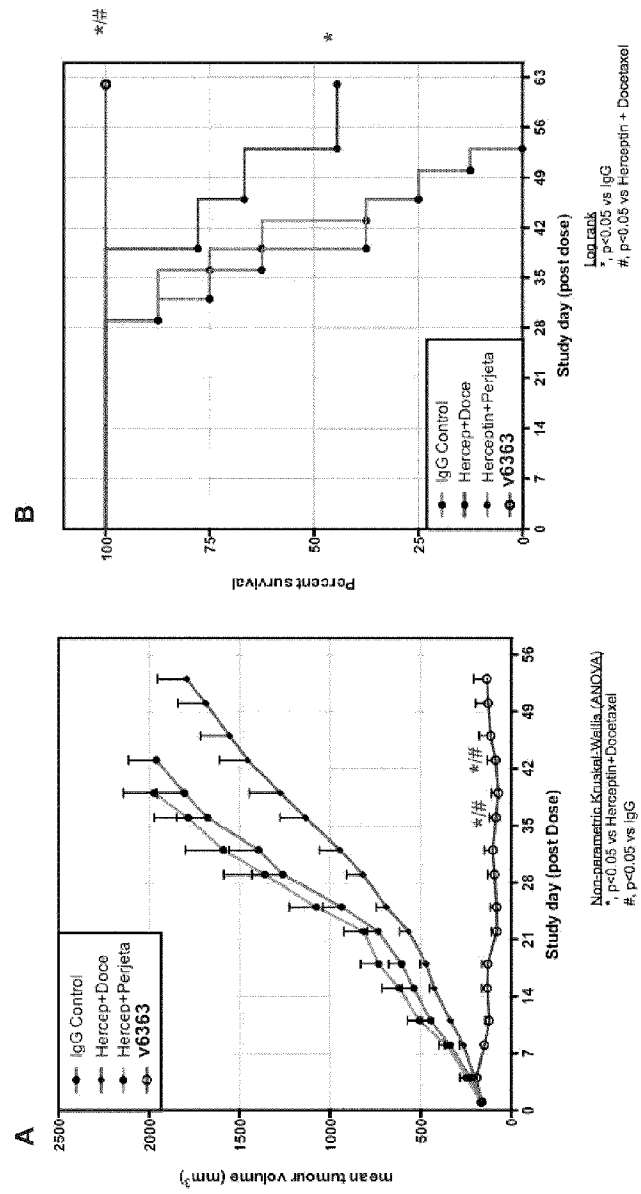 A
2500
2000
1500
1000
500
0
mean tumour volume (mm³)
IgG Control
Hercep+Doce
Hercep+Perjeta
v6363
*/#
*/#
0 7 14 21 28 35 42 49 56
Study day (post Dose)
Non-parametric Kruskal-Wallis (ANOVA)
*, p<0.05 vs Herceptin+Docetaxel
#, p<0.05 vs IgG
B
100
75
50
25
0
Percent survival
*/#
*
IgG Control
Hercep+Doce
Herceptin+Perjeta
v6363
0 7 14 21 28 35 42 49 56 63
Study day (post dose)
Log rank
*, p<0.05 vs IgG
#, p<0.05 vs Herceptin + Docetaxel